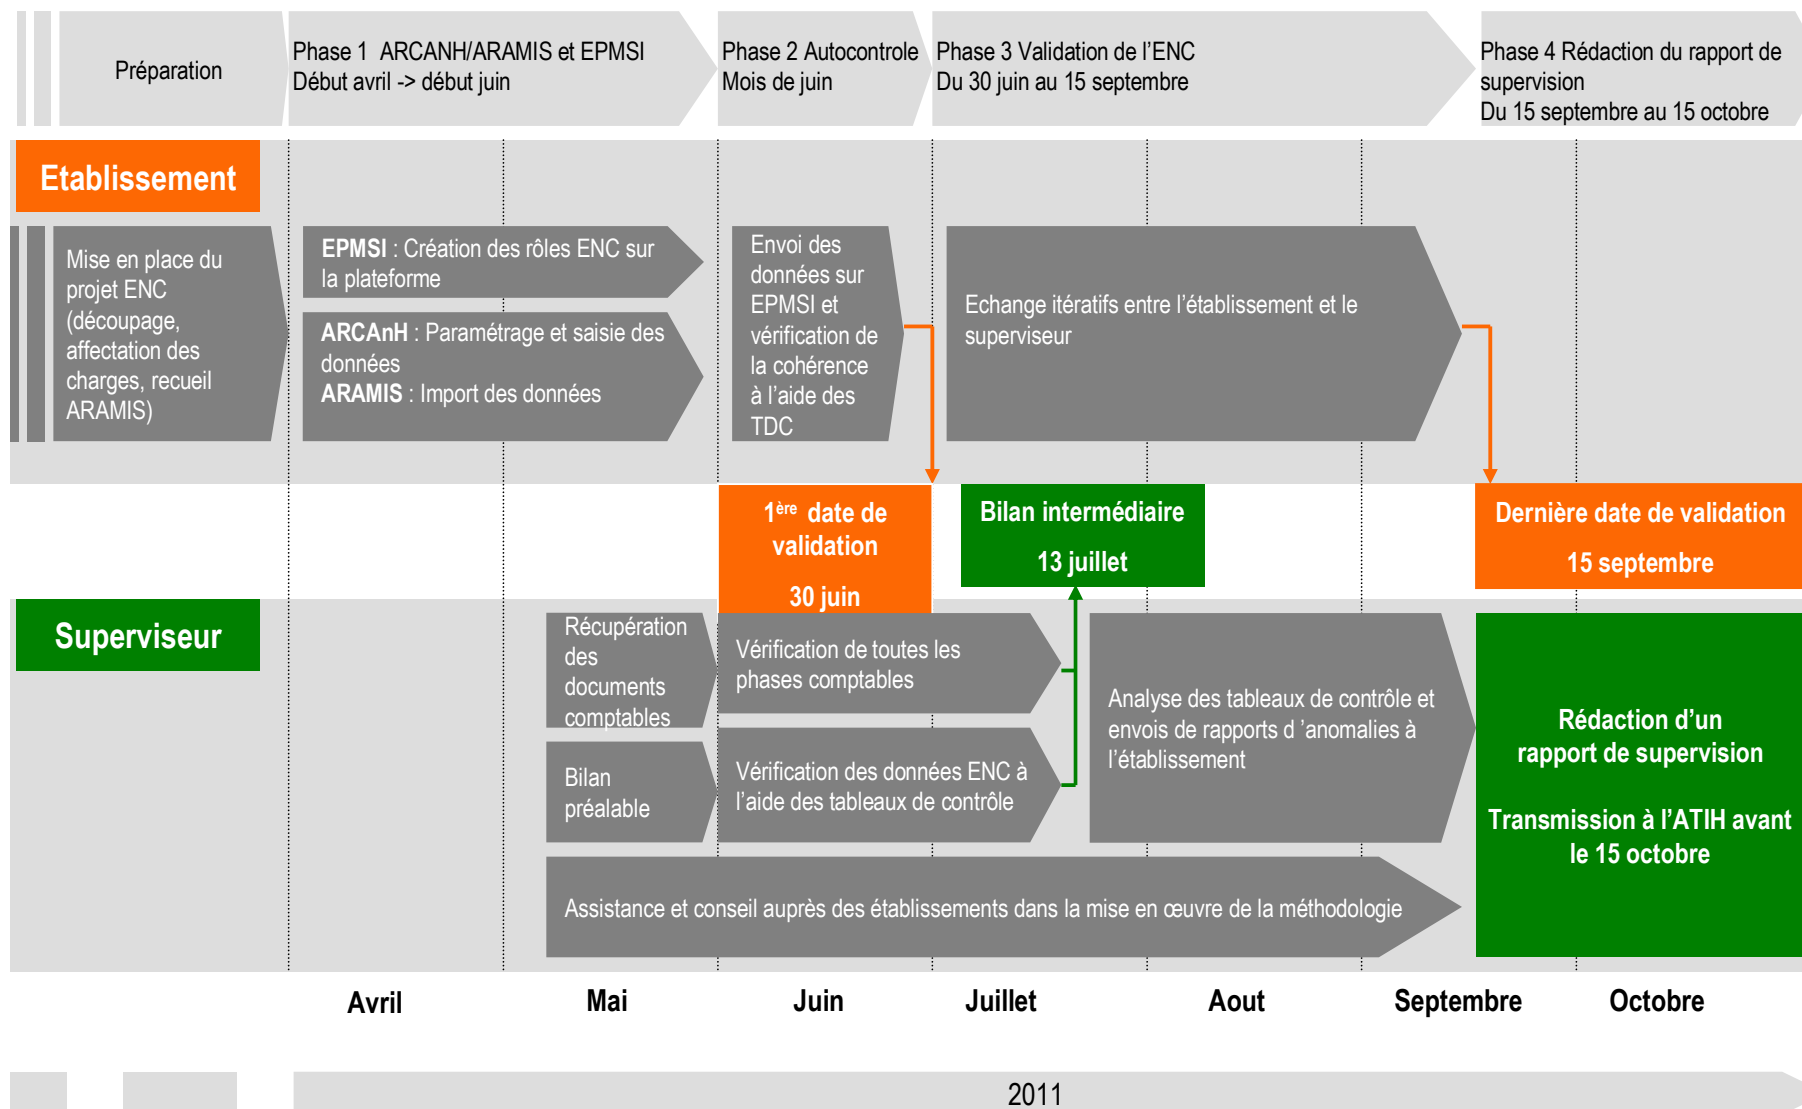 Préparation
Phase 1  ARCANH/ARAMIS et EPMSI
Début avril -> début juin
Phase 2 Autocontrole
Mois de juin
Phase 3 Validation de l’ENC
Du 30 juin au 15 septembre
Phase 4 Rédaction du rapport de
supervision
Du 15 septembre au 15 octobre
Etablissement
Mise en place du
projet ENC
(découpage,
affectation des
charges, recueil
ARAMIS)
EPMSI : Création des rôles ENC sur
la plateforme
ARCAnH : Paramétrage et saisie des
données
ARAMIS : Import des données
Envoi des
données sur
EPMSI et
vérification de
la cohérence
à l’aide des
TDC
Echange itératifs entre l’établissement et le
superviseur
1ère date de
validation
30 juin
Bilan intermédiaire
13 juillet
Dernière date de validation
15 septembre
Superviseur
Récupération
des
documents
comptables
Vérification de toutes les
phases comptables
Bilan
préalable
Vérification des données ENC à
l’aide des tableaux de contrôle
Analyse des tableaux de contrôle et
envois de rapports d ’anomalies à
l’établissement
Assistance et conseil auprès des établissements dans la mise en œuvre de la méthodologie
Rédaction d’un
rapport de supervision
Transmission à l’ATIH avant
le 15 octobre
Avril
Mai
Juin
Juillet
Aout
Septembre
Octobre
2011